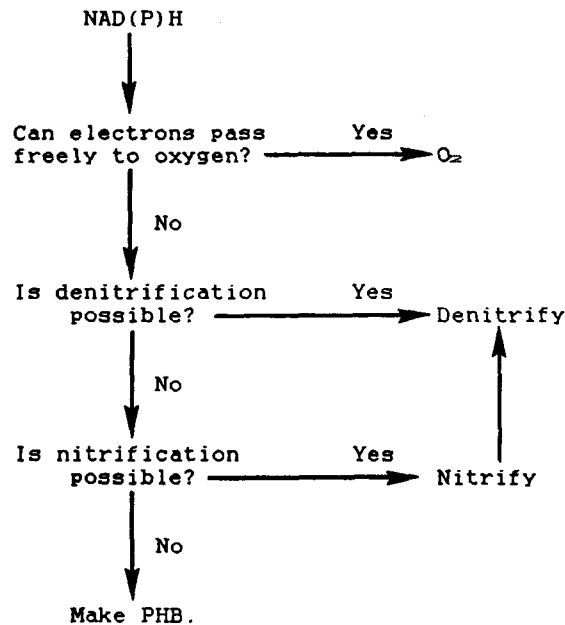 NAD(P)H
Can electrons pass freely to oxygen?
Yes
O₂
No
Is denitrification possible?
Yes
Denitrify
No
Is nitrification possible?
Yes
Nitrify
No
Make PHB.